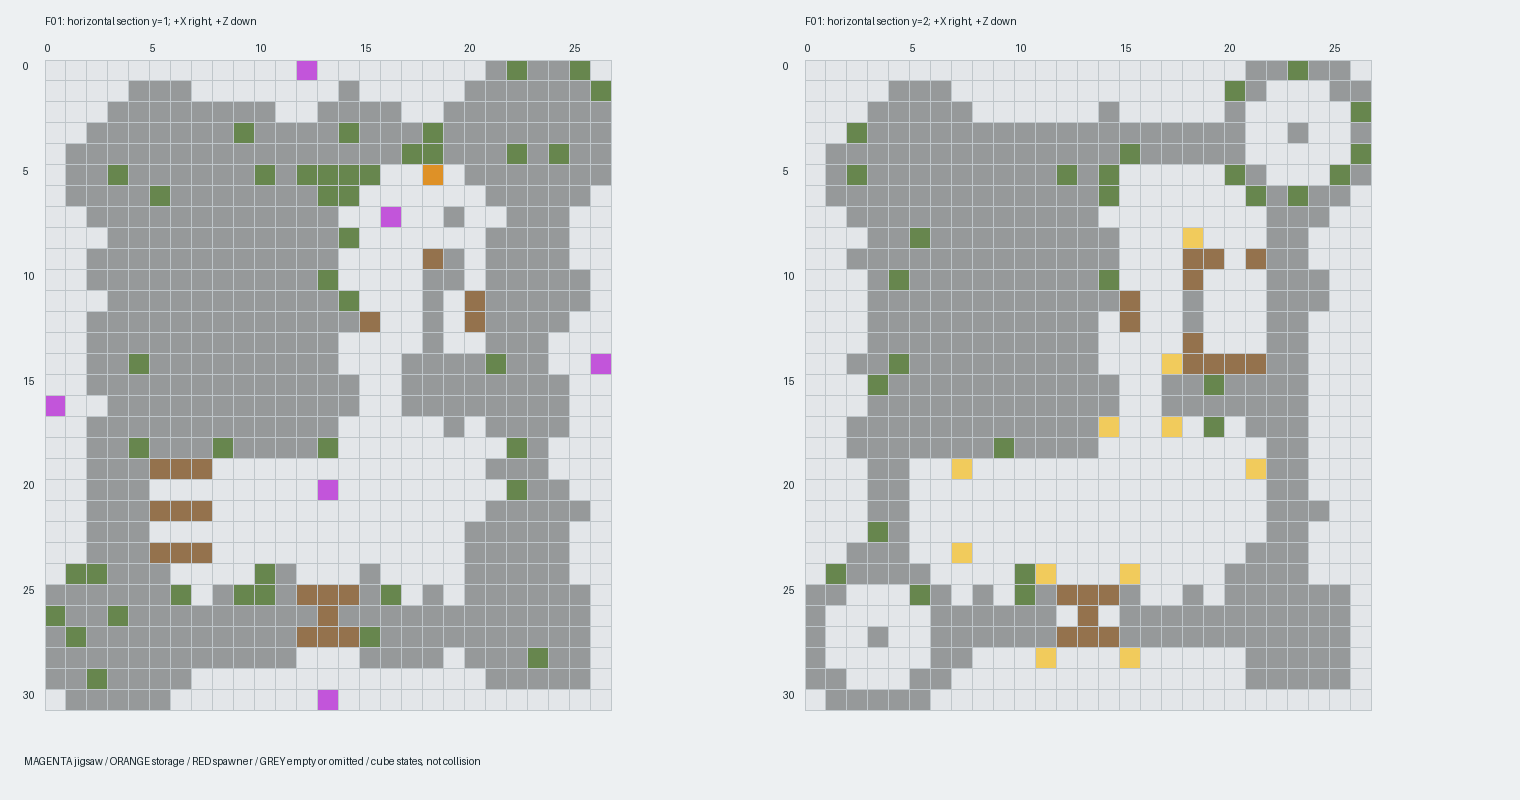 F01: horizontal section y=1; +X right, +Z down
F01: horizontal section y=2; +X right, +Z down
0 5 10 15 20 25
0 5 10 15 20 25
0 0
5 5
10 10
15 15
20 20
25 25
30 30
MAGENTA jigsaw / ORANGE storage / RED spawner / GREY empty or omitted / cube states, not collision